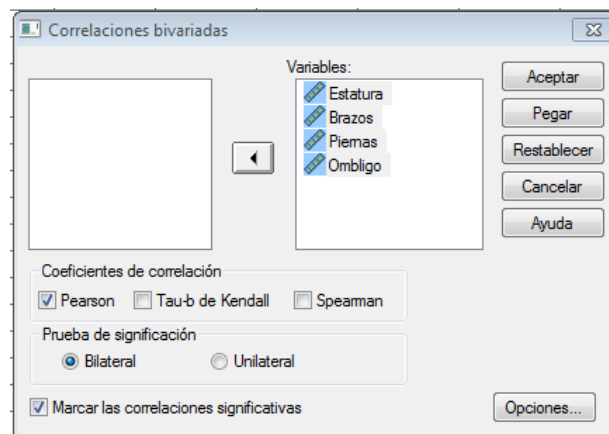 Correlaciones bivariadas
Variables:
Estatura
Brazos
Piernas
Ombligo
Aceptar
Pegar
Restablecer
Cancelar
Ayuda
Coeficientes de correlación
Pearson Tau-b de Kendall Spearman
Prueba de significación
Bilateral Unilateral
Marcar las correlaciones significativas
Opciones...